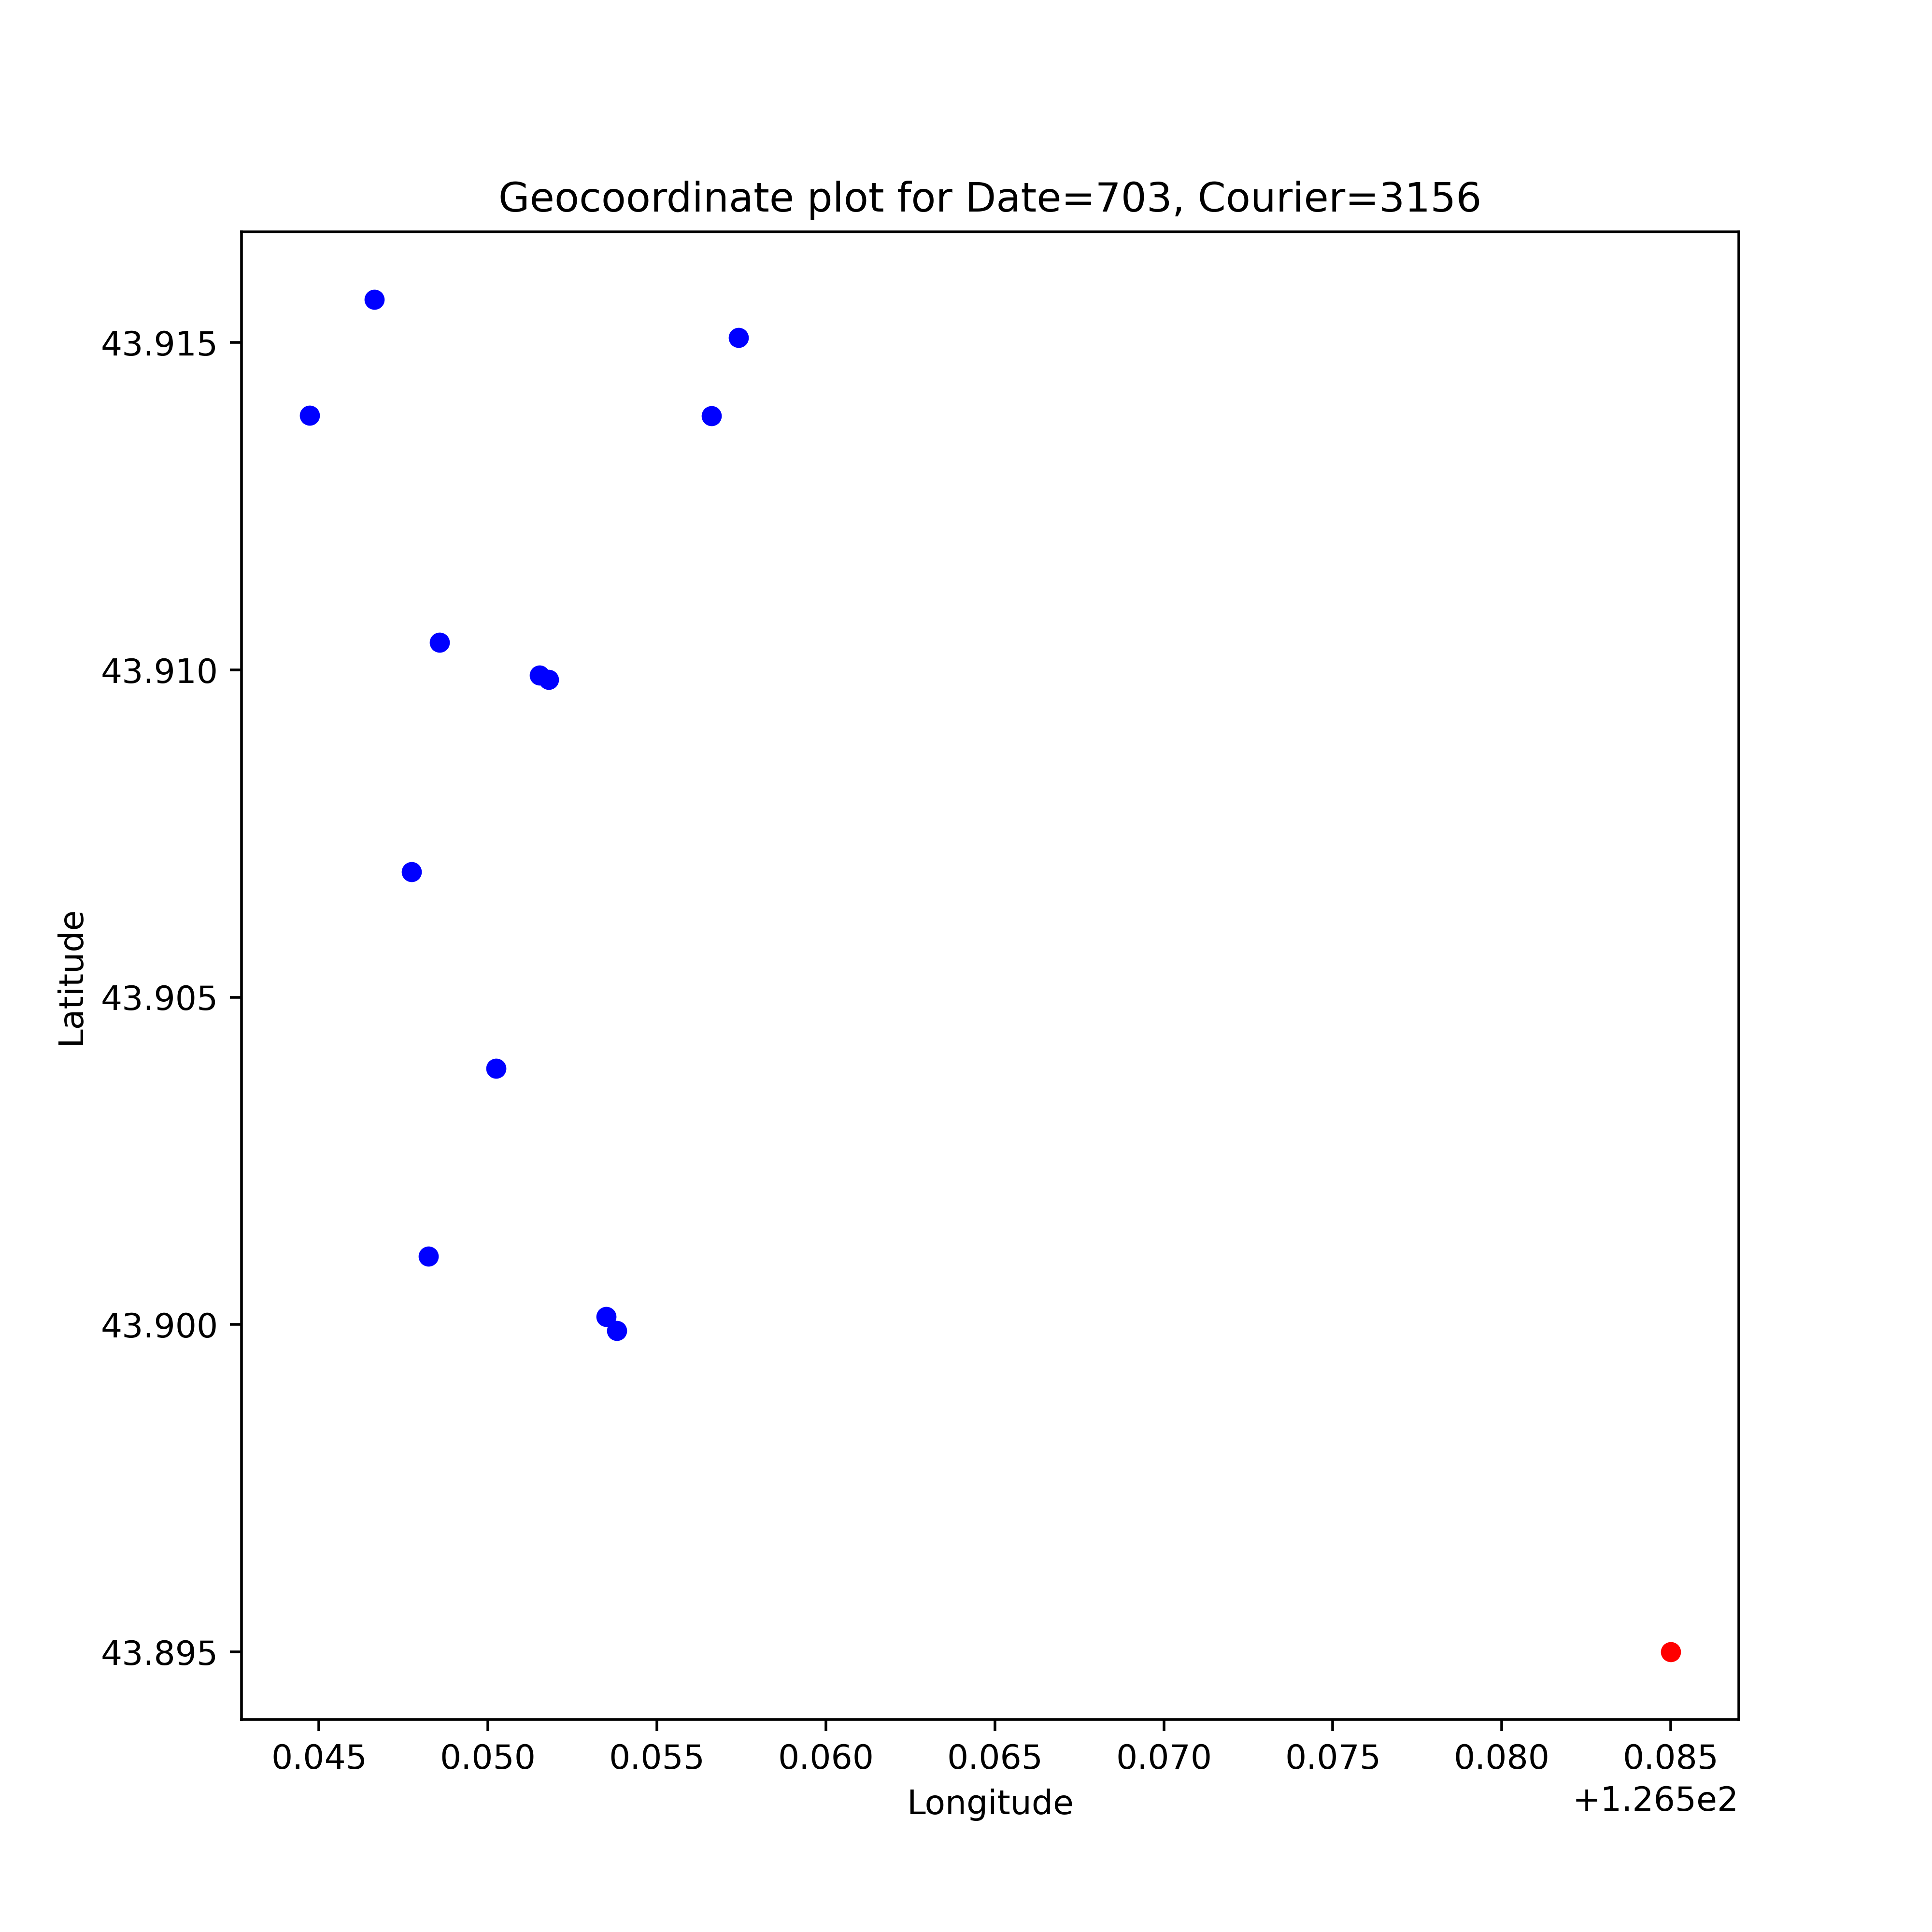 Geocoordinate plot for Date=703, Courier=3156
43.915
43.910
43.905
43.900
43.895
Latitude
0.045 0.050 0.055 0.060 0.065 0.070 0.075 0.080 0.085
+1.265e2
Longitude